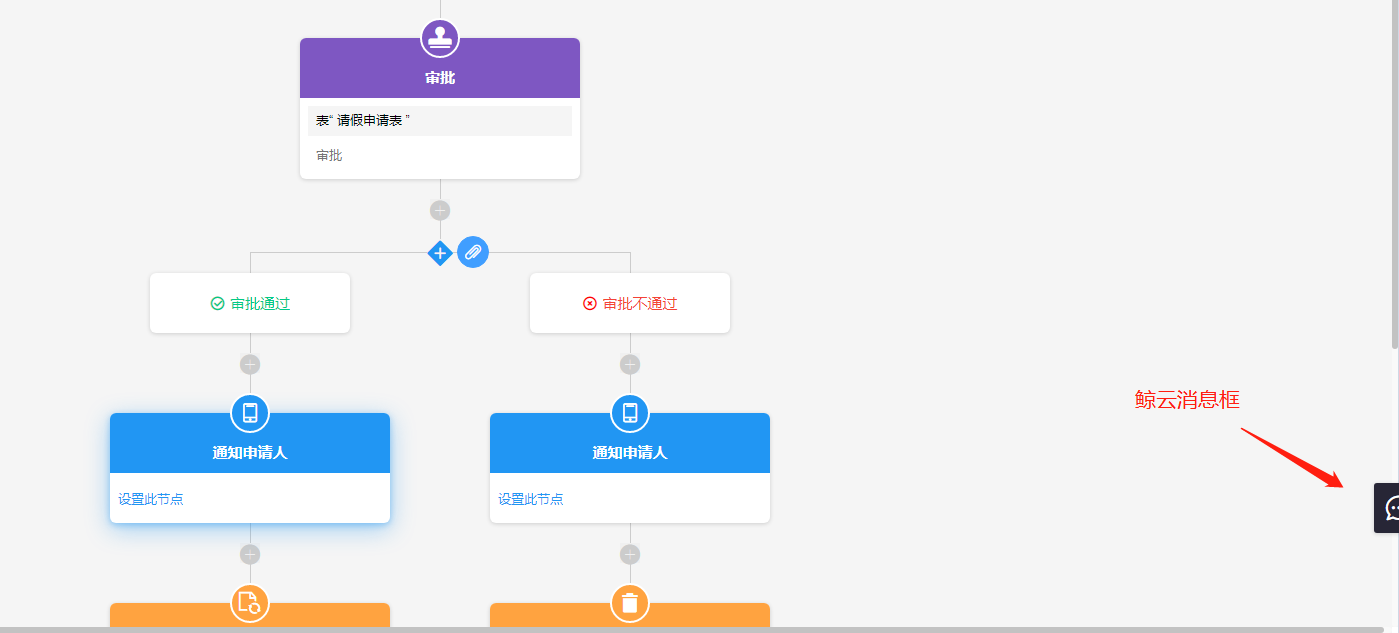 审批
表“ 请假申请表 ”
审批
审批通过
审批不通过
鲸云消息框
通知申请人
通知申请人
设置此节点
设置此节点